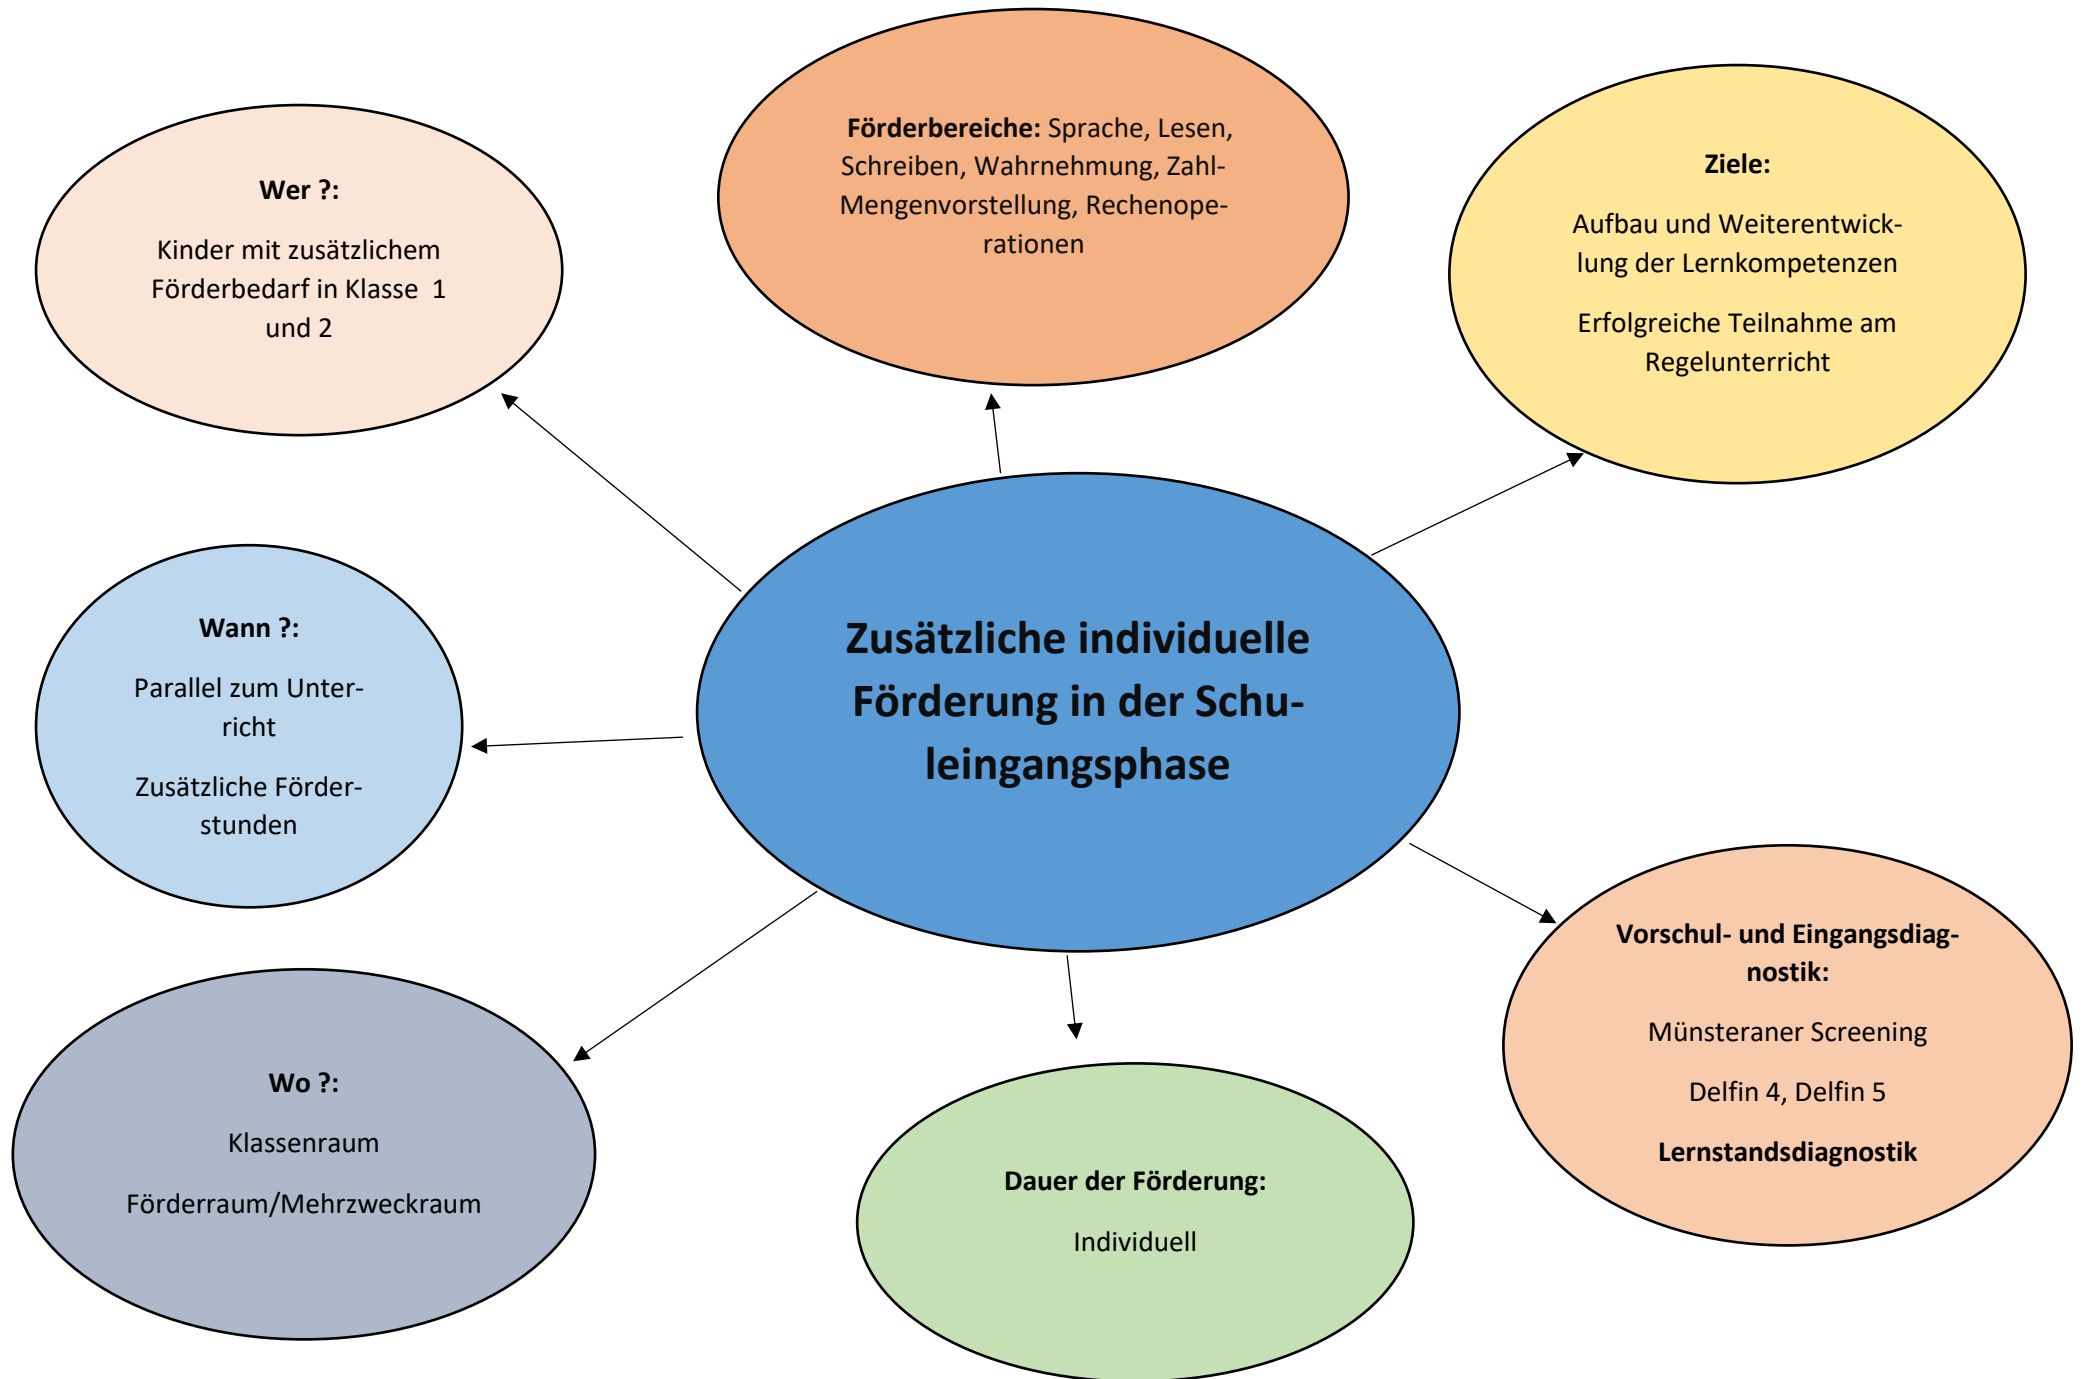 Förderbereiche: Sprache, Lesen,
Schreiben, Wahrnehmung, Zahl-
Mengenvorstellung, Rechenope-
rationen
Wer ?:
Kinder mit zusätzlichem
Förderbedarf in Klasse  1
und 2
Ziele:
Aufbau und Weiterentwick-
lung der Lernkompetenzen
Erfolgreiche Teilnahme am
Regelunterricht
Zusätzliche individuelle
Förderung in der Schu-
leingangsphase
Wann ?:
Parallel zum Unter-
richt
Zusätzliche Förder-
stunden
Vorschul- und Eingangsdiag-
nostik:
Münsteraner Screening
Delfin 4, Delfin 5
Lernstandsdiagnostik
Wo ?:
Klassenraum
Förderraum/Mehrzweckraum
Dauer der Förderung:
Individuell